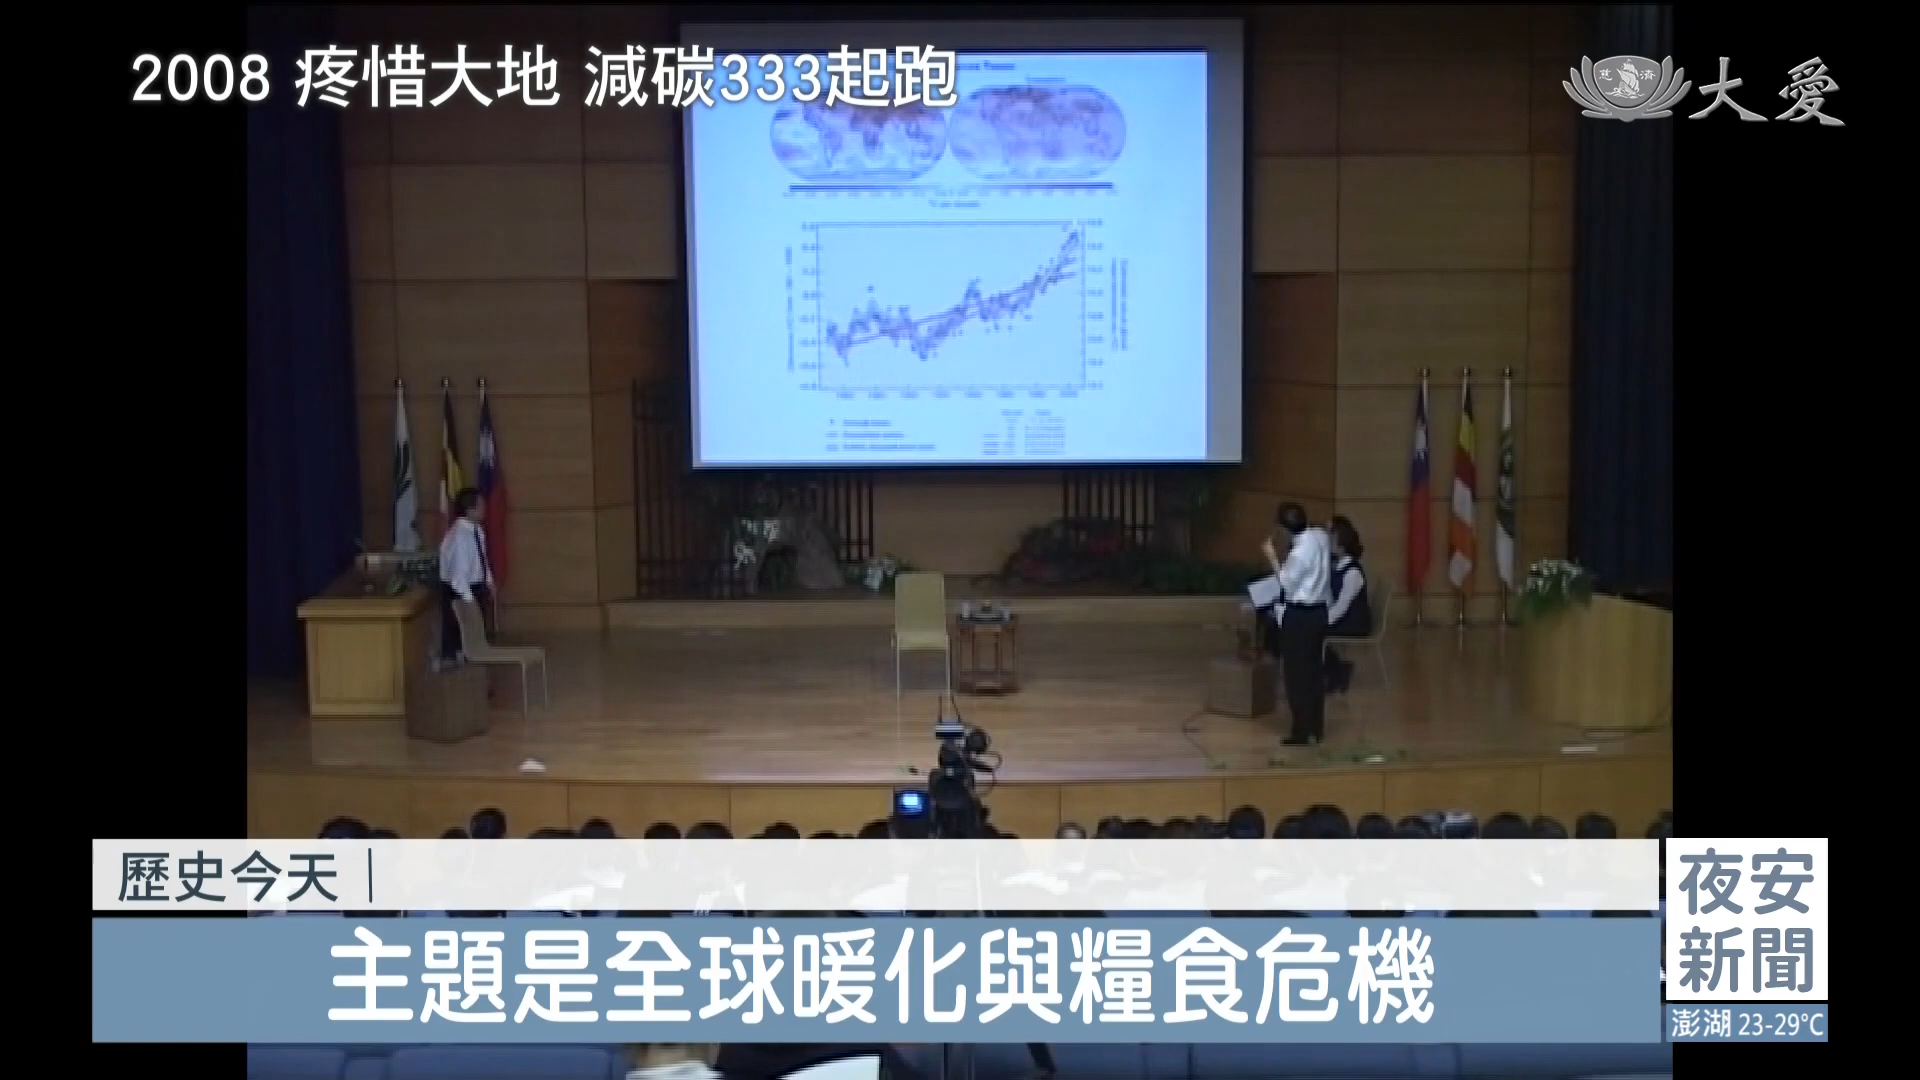 2008 疼惜大地 減碳333起跑
慈濟
大愛
歷史今天
主題是全球暖化與糧食危機
夜安
新聞
澎湖 23-29°C